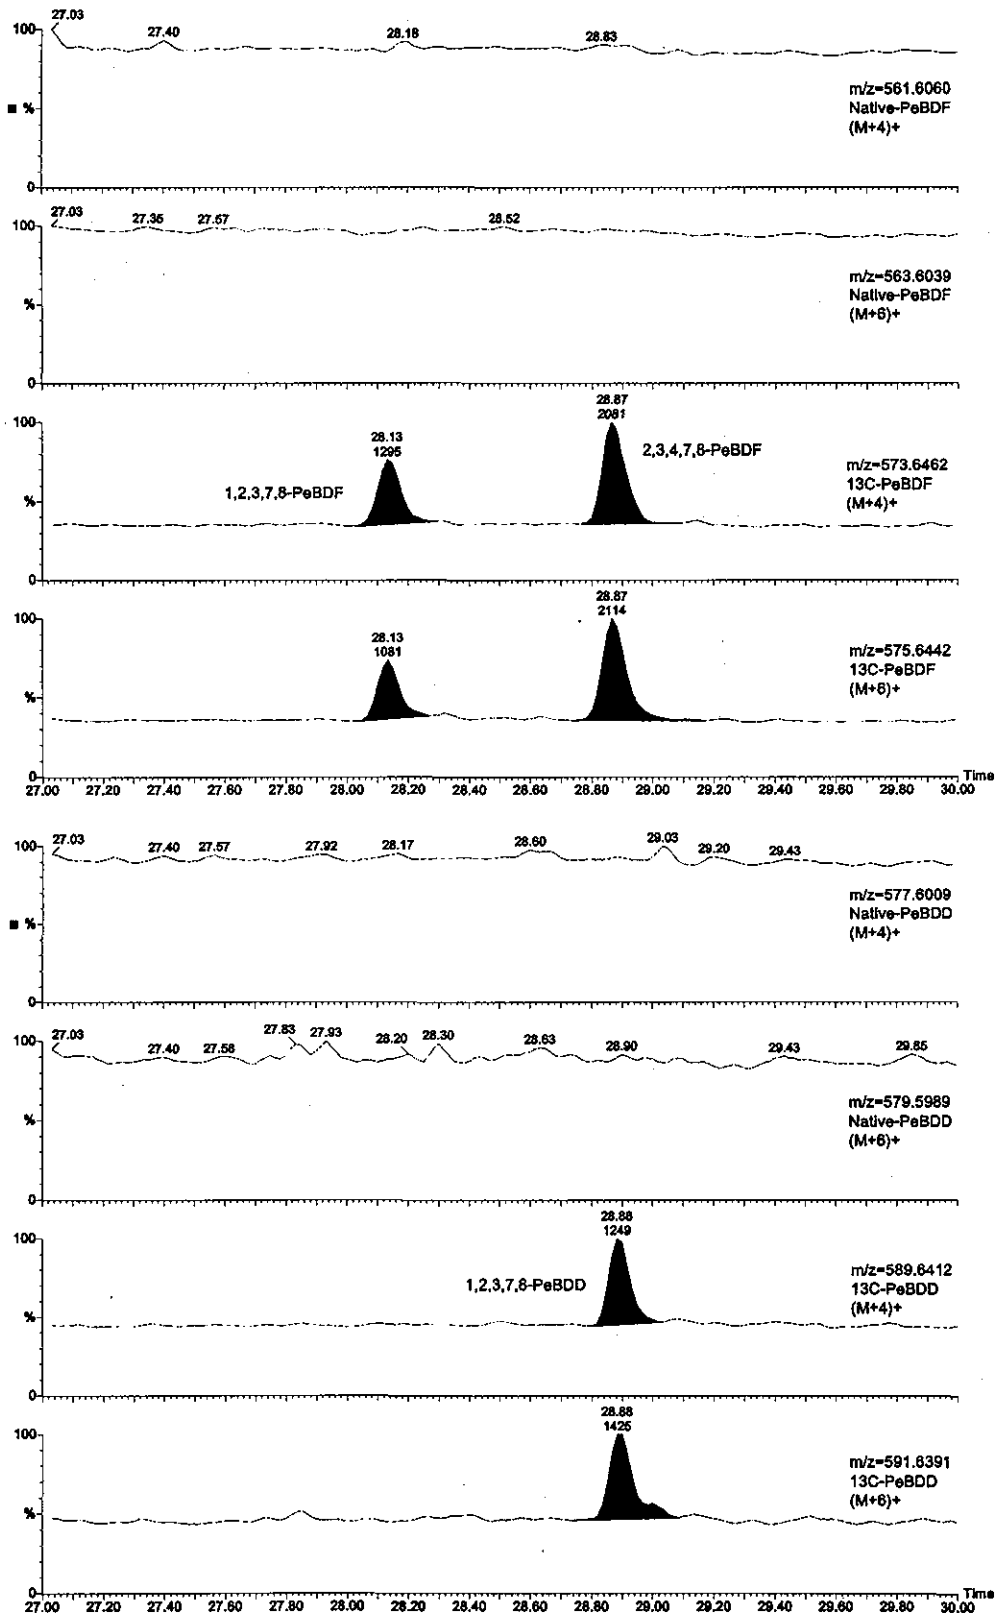 100
27.03
27.40
28.18
28.83
%
m/z=561.6060
Native-PeBDF
(M+4)+
0
100
27.03
27.35
27.57
28.52
%
m/z=563.6039
Native-PeBDF
(M+6)+
0
100
28.13
1295
28.87
2081
1,2,3,7,8-PeBDF
2,3,4,7,8-PeBDF
%
m/z=573.6462
13C-PeBDF
(M+4)+
0
100
28.13
1081
28.87
2114
%
m/z=575.6442
13C-PeBDF
(M+6)+
0
27.00 27.20 27.40 27.60 27.80 28.00 28.20 28.40 28.60 28.80 29.00 29.20 29.40 29.60 29.80 30.00 Time
100
27.03
27.40
27.57
27.92
28.17
28.60
29.03
29.20
29.43
%
m/z=577.6009
Native-PeBDD
(M+4)+
0
100
27.03
27.40
27.58
27.83
27.93
28.20
28.30
28.63
28.90
29.43
29.85
%
m/z=579.5989
Native-PeBDD
(M+6)+
0
100
28.88
1249
1,2,3,7,8-PeBDD
%
m/z=589.6412
13C-PeBDD
(M+4)+
0
100
28.88
1425
%
m/z=591.6391
13C-PeBDD
(M+6)+
0
27.00 27.20 27.40 27.60 27.80 28.00 28.20 28.40 28.60 28.80 29.00 29.20 29.40 29.60 29.80 30.00 Time